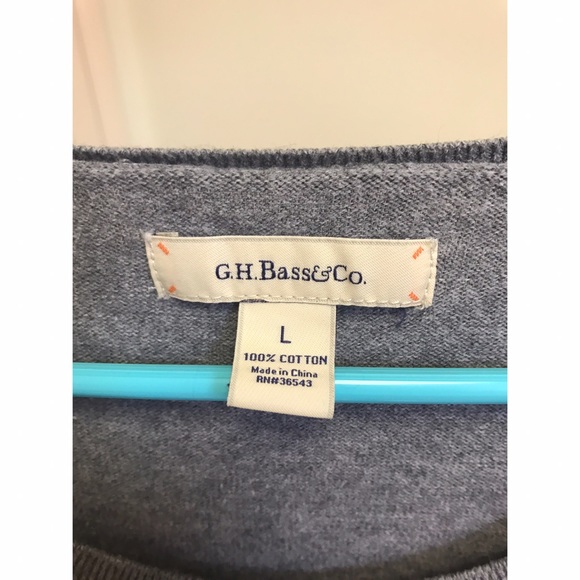 G.H.Bass&Co.
L
100% COTTON
Made in China
RN#36543